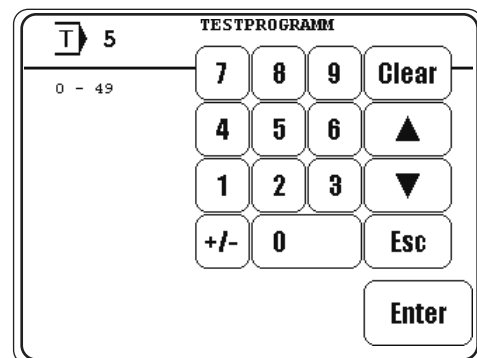 TESTPROGRAMM
T 5
7 8 9 Clear
0 - 49
4 5 6
1 2 3
+/- 0 Esc
Enter